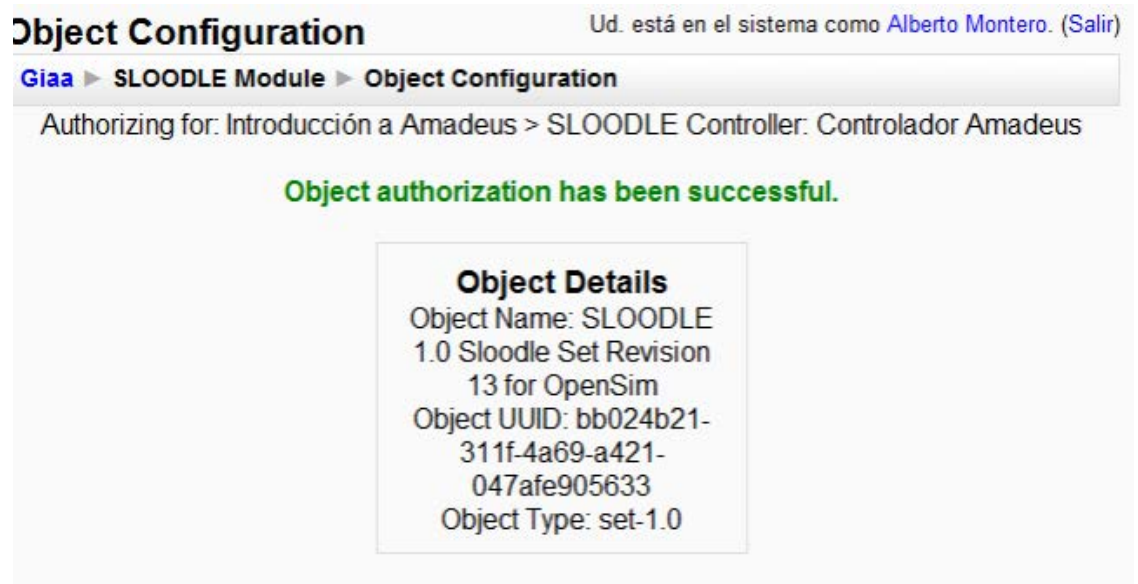 Object Configuration
Ud. está en el sistema como Alberto Montero. (Salir)
Giaa ► SLOODLE Module ► Object Configuration
Authorizing for: Introducción a Amadeus > SLOODLE Controller: Controlador Amadeus
Object authorization has been successful.
Object Details
Object Name: SLOODLE
1.0 Sloodle Set Revision
13 for OpenSim
Object UUID: bb024b21-
311f-4a69-a421-
047afe905633
Object Type: set-1.0